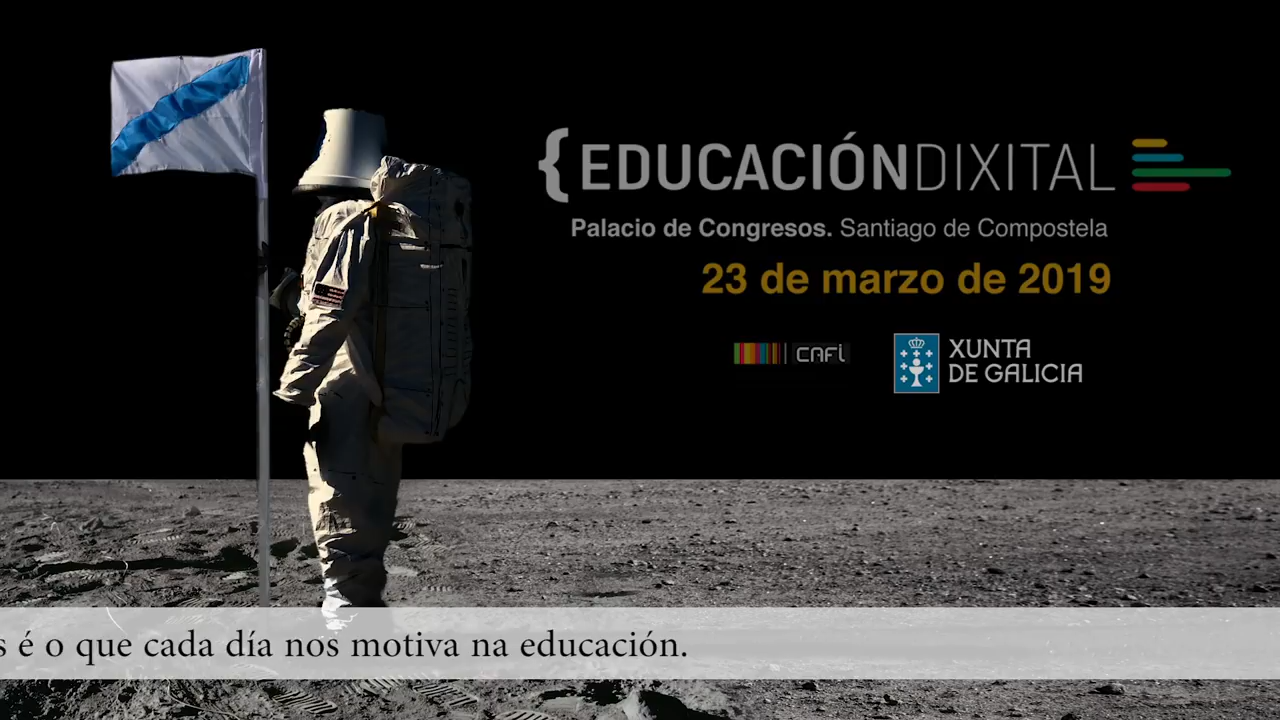 {EDUCACIÓNDIXITAL
Palacio de Congresos. Santiago de Compostela
23 de marzo de 2019
CAFi
XUNTA
DE GALICIA
s é o que cada día nos motiva na educación.